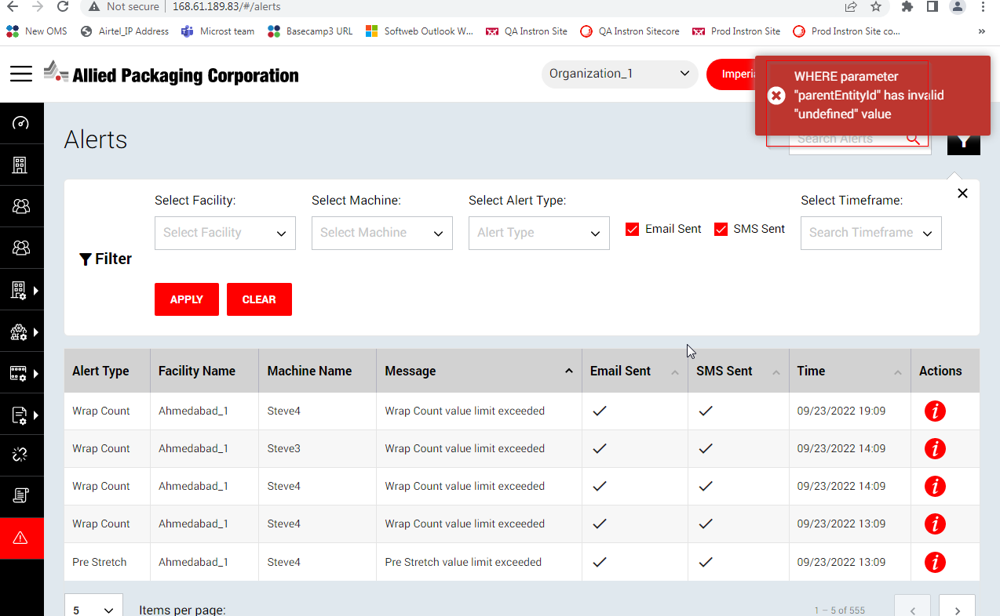 Not secure | 168.61.189.83/#/alerts
New OMS Airtel_IP Address Microst team Basecamp3 URL Softweb Outlook W... QA Instron Site QA Instron Sitecore Prod Instron Site Prod Instron Site co... »
Allied Packaging Corporation
Organization_1
WHERE parameter
"parentEntityId" has invalid
"undefined" value
Alerts
Search Alerts
Select Facility: Select Machine: Select Alert Type: Select Timeframe:
Select Facility Select Machine Alert Type Email Sent SMS Sent Search Timeframe
Filter
APPLY CLEAR
Alert Type Facility Name Machine Name Message Email Sent SMS Sent Time Actions
Wrap Count Ahmedabad_1 Steve4 Wrap Count value limit exceeded 09/23/2022 19:09 i
Wrap Count Ahmedabad_1 Steve3 Wrap Count value limit exceeded 09/23/2022 14:09 i
Wrap Count Ahmedabad_1 Steve4 Wrap Count value limit exceeded 09/23/2022 14:09 i
Wrap Count Ahmedabad_1 Steve4 Wrap Count value limit exceeded 09/23/2022 13:09 i
Pre Stretch Ahmedabad_1 Steve4 Pre Stretch value limit exceeded 09/23/2022 13:09 i
5 Items per page: 1 – 5 of 555